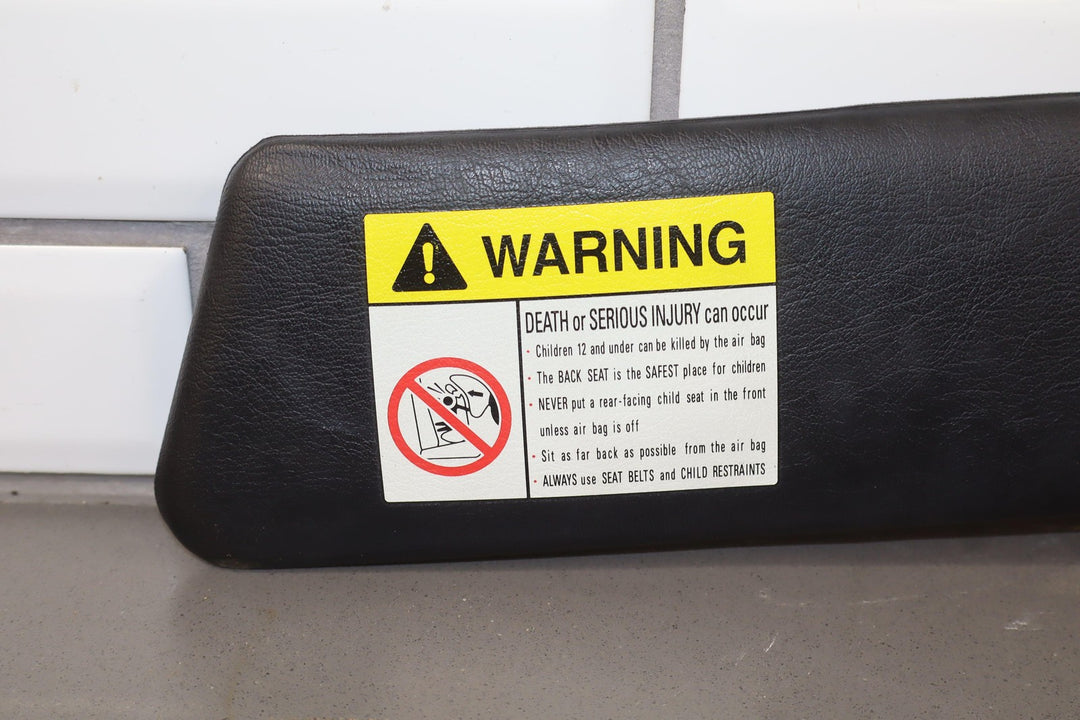 WARNING
DEATH or SERIOUS INJURY can occur
• Children 12 and under can be killed by the air bag
• The BACK SEAT is the SAFEST place for children
• NEVER put a rear-facing child seat in the front
unless air bag is off
• Sit as far back as possible from the air bag
• ALWAYS use SEAT BELTS and CHILD RESTRAINTS